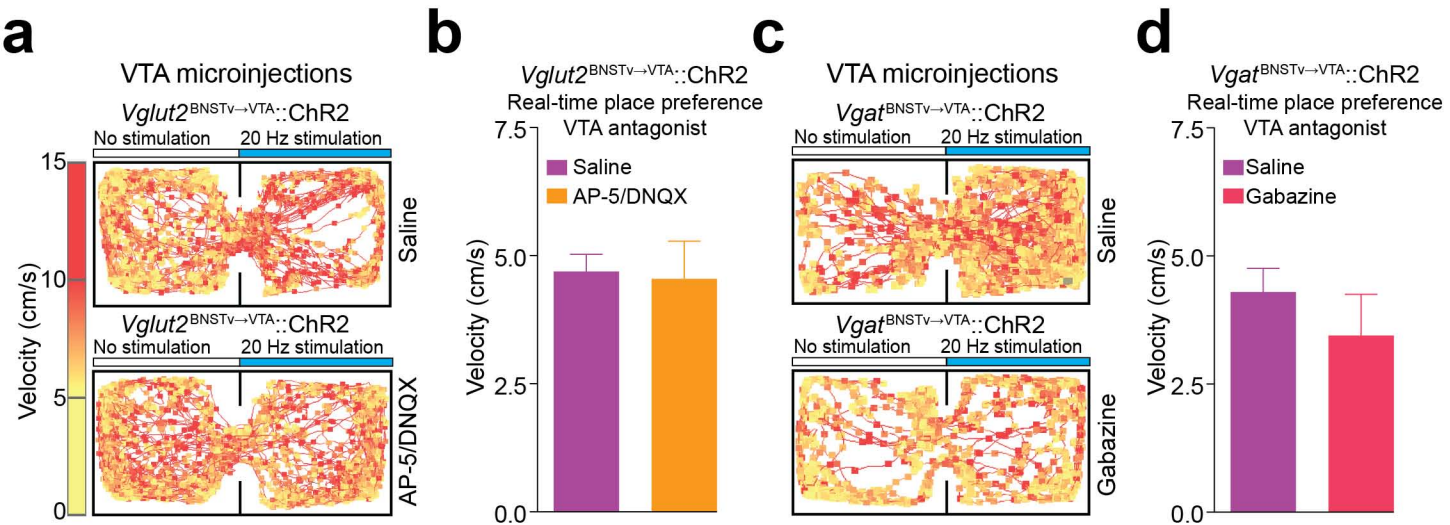 a
VTA microinjections
Vglut2BNSTv→VTA::ChR2
No stimulation 20 Hz stimulation
Saline
Vglut2BNSTv→VTA::ChR2
No stimulation 20 Hz stimulation
AP-5/DNQX
Velocity (cm/s)
15
10
5
0
b
Vglut2BNSTv→VTA::ChR2
Real-time place preference
VTA antagonist
Saline
AP-5/DNQX
Velocity (cm/s)
7.5
5.0
2.5
0.0
c
VTA microinjections
VgatBNSTv→VTA::ChR2
No stimulation 20 Hz stimulation
Saline
VgatBNSTv→VTA::ChR2
No stimulation 20 Hz stimulation
Gabazine
d
VgatBNSTv→VTA::ChR2
Real-time place preference
VTA antagonist
Saline
Gabazine
Velocity (cm/s)
7.5
5.0
2.5
0.0